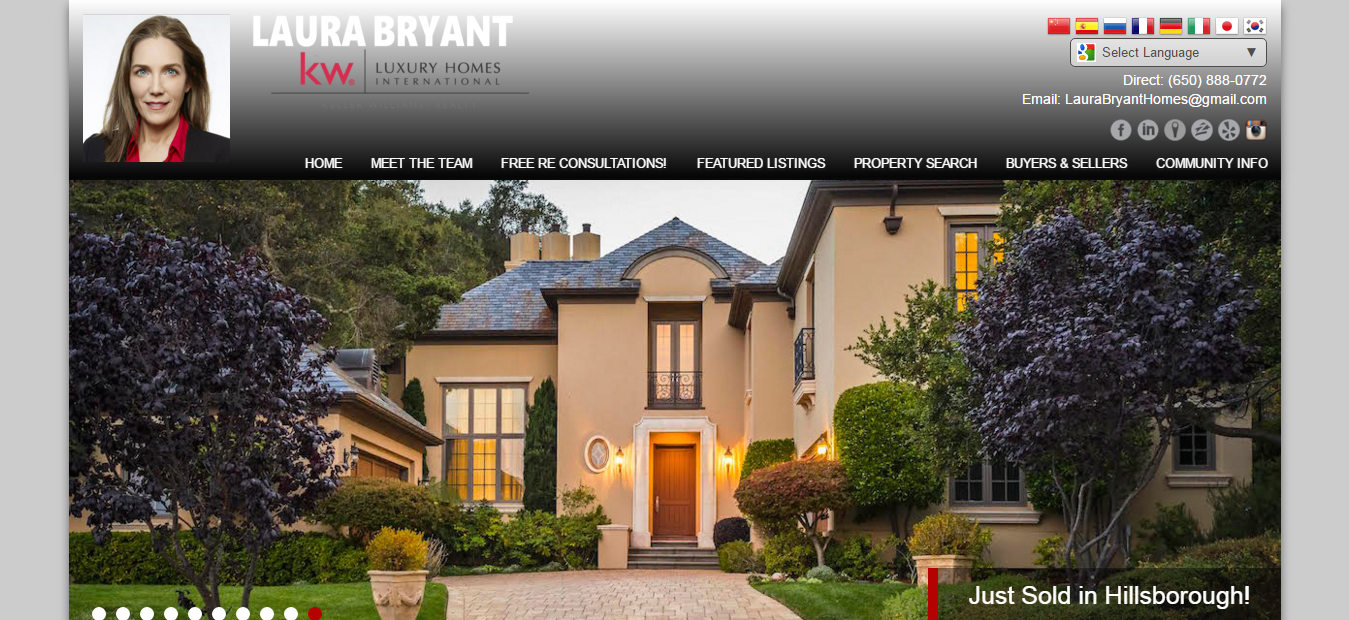 LAURA BRYANT
kw
LUXURY HOMES
INTERNATIONAL
Select Language ▼
Direct: (650) 888-0772
Email: LauraBryantHomes@gmail.com
HOME MEET THE TEAM FREE RE CONSULTATIONS! FEATURED LISTINGS PROPERTY SEARCH BUYERS & SELLERS COMMUNITY INFO
Just Sold in Hillsborough!